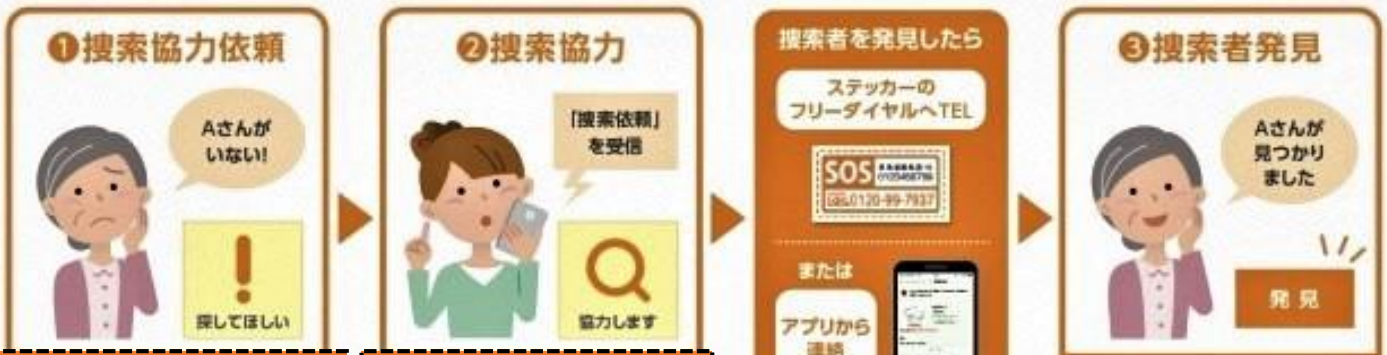 ❶捜索協力依頼
Aさんが
いない!
探してほしい
❷捜索協力
「捜索依頼」
を受信
協力します
捜索者を発見したら
ステッカーの
フリーダイヤルへTEL
SOS
0120-99-7937
または
アプリから
連絡
❸捜索者発見
Aさんが
見つかり
ました
発見